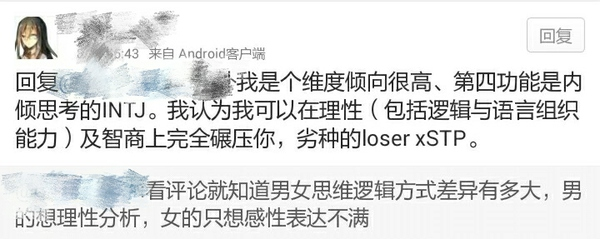 5:43 来自 Android客户端
回复
回复
我是个维度倾向很高、第四功能是内
倾思考的INTJ。我认为我可以在理性（包括逻辑与语言组织
能力）及智商上完全碾压你，劣种的loser xSTP。
看评论就知道男女思维逻辑方式差异有多大，男
的想理性分析，女的只想感性表达不满